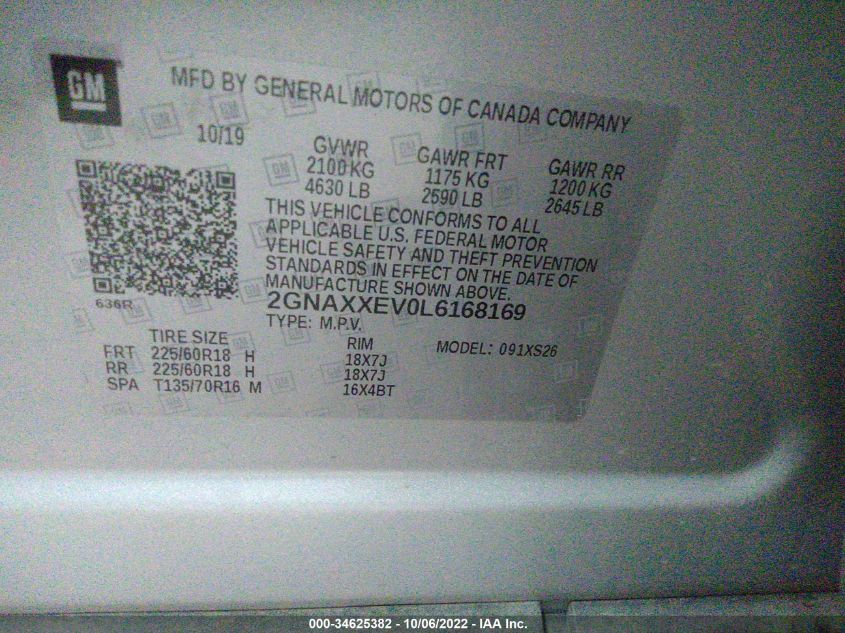 GM
MFD BY GENERAL MOTORS OF CANADA COMPANY
10/19
GVWR GAWR FRT GAWR RR
2100 KG 1175 KG 1200 KG
4630 LB 2590 LB 2645 LB
THIS VEHICLE CONFORMS TO ALL
APPLICABLE U.S. FEDERAL MOTOR
VEHICLE SAFETY AND THEFT PREVENTION
STANDARDS IN EFFECT ON THE DATE OF
MANUFACTURE SHOWN ABOVE.
636R
2GNAXXEV0L6168169
TYPE: M.P.V.
TIRE SIZE RIM MODEL: 091XS26
FRT 225/60R18 H 18X7J
RR 225/60R18 H 18X7J
SPA T135/70R16 M 16X4BT
000-34625382 - 10/06/2022 - IAA Inc.